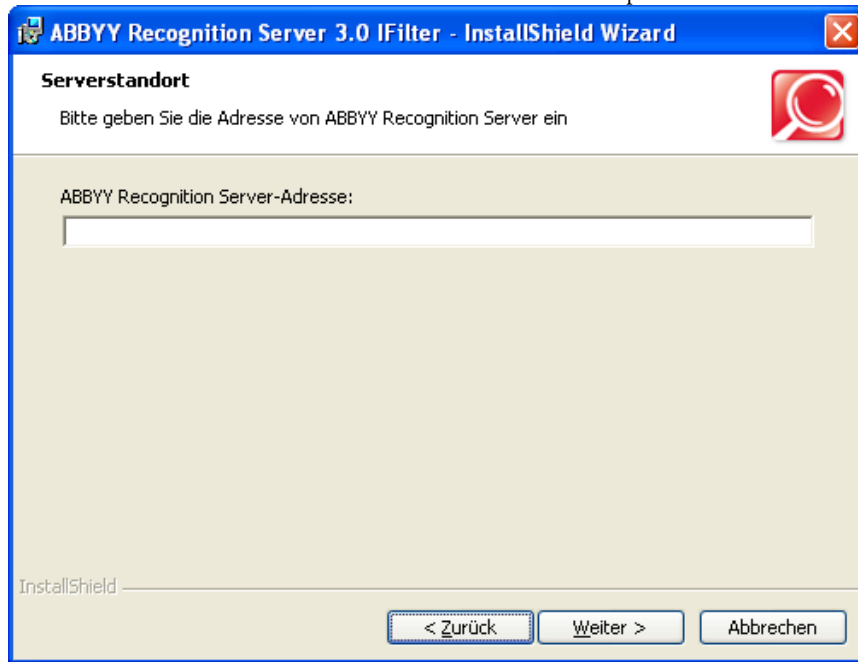 ABBYY Recognition Server 3.0 IFilter - InstallShield Wizard
Serverstandort
Bitte geben Sie die Adresse von ABBYY Recognition Server ein
ABBYY Recognition Server-Adresse:
InstallShield
< Zurück Weiter > Abbrechen